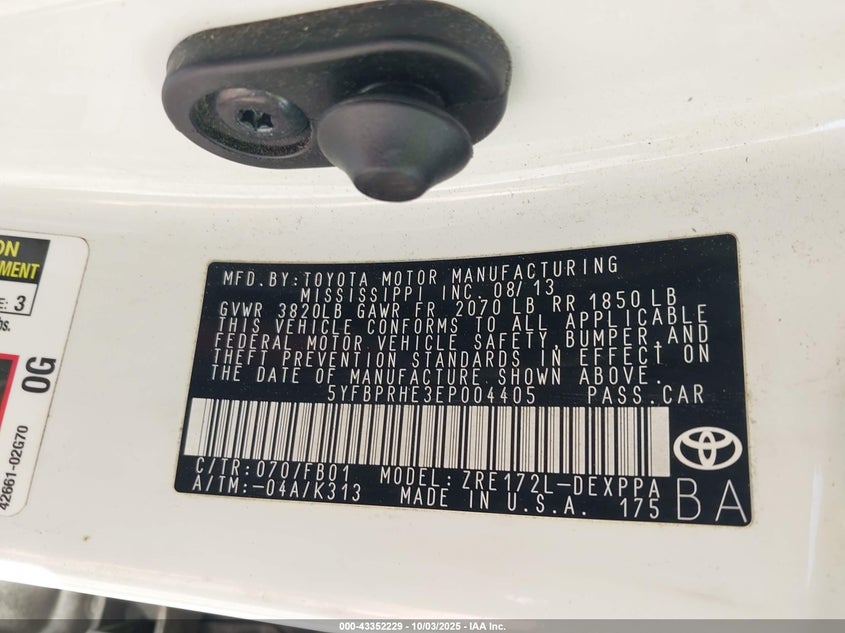 ON
MENT
E: 3
bs.
0G
42661-02G70
MFD.BY:TOYOTA MOTOR MANUFACTURING
MISSISSIPPI INC. 08/13
GVWR 3820LB GAWR FR 2070 LB RR 1850 LB
THIS VEHICLE CONFORMS TO ALL APPLICABLE
FEDERAL MOTOR VEHICLE SAFETY,BUMPER,AND
THEFT PREVENTION STANDARDS IN EFFECT ON
THE DATE OF MANUFACTURE SHOWN ABOVE.
5YFBPRHE3EP004405 PASS.CAR
C/TR:070/FB01 MODEL:ZRE172L-DEXPPA
A/TM:-04A/K313 MADE IN U.S.A. 175 BA
000-43352229 - 10/03/2025 - IAA Inc.